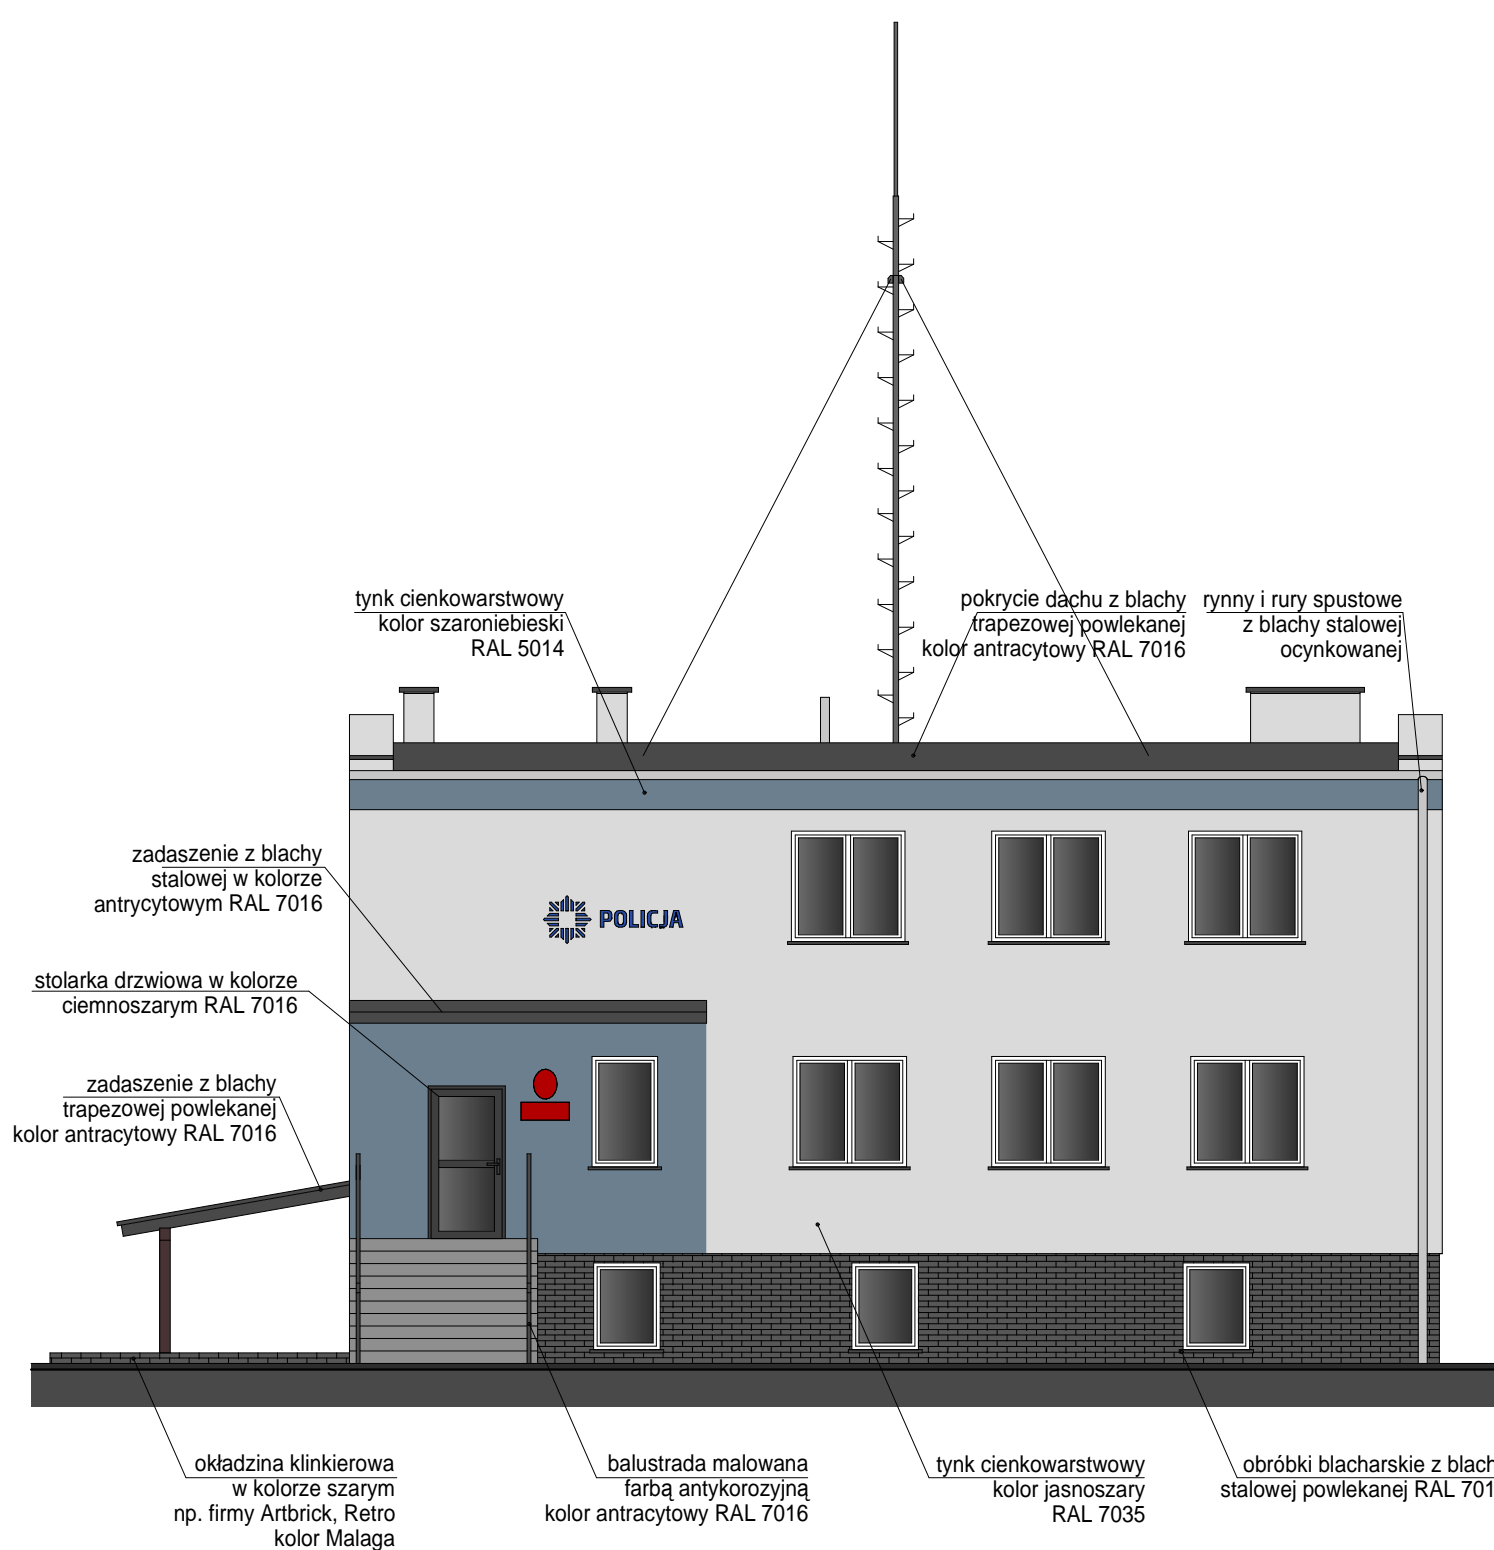 tynk cienkowarstwowy
kolor szaroniebieski
RAL 5014
pokrycie dachu z blachy
trapezowej powlekanej
kolor antracytowy RAL 7016
rynny i rury spustowe
z blachy stalowej
ocynkowanej
zadaszenie z blachy
stalowej w kolorze
antrycytowym RAL 7016
POLICJA
stolarka drzwiowa w kolorze
ciemnoszarym RAL 7016
zadaszenie z blachy
trapezowej powlekanej
kolor antracytowy RAL 7016
okładzina klinkierowa
w kolorze szarym
np. firmy Artbrick, Retro
kolor Malaga
balustrada malowana
farbą antykorozyjną
kolor antracytowy RAL 7016
tynk cienkowarstwowy
kolor jasnoszary
RAL 7035
obróbki blacharskie z blach
stalowej powlekanej RAL 701